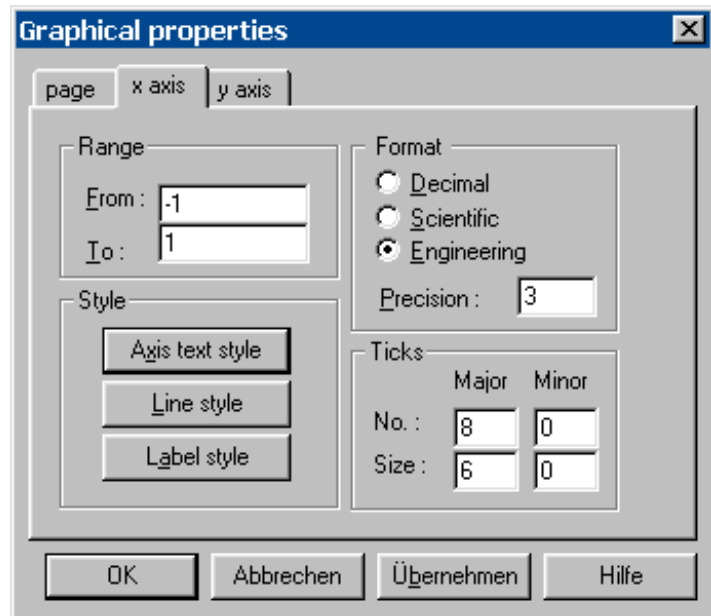 Graphical properties
page x axis y axis
Range
From : -1
To : 1
Style
Axis text style
Line style
Label style
Format
Decimal
Scientific
Engineering
Precision : 3
Ticks
Major Minor
No. : 8 0
Size : 6 0
OK Abbrechen Übernehmen Hilfe